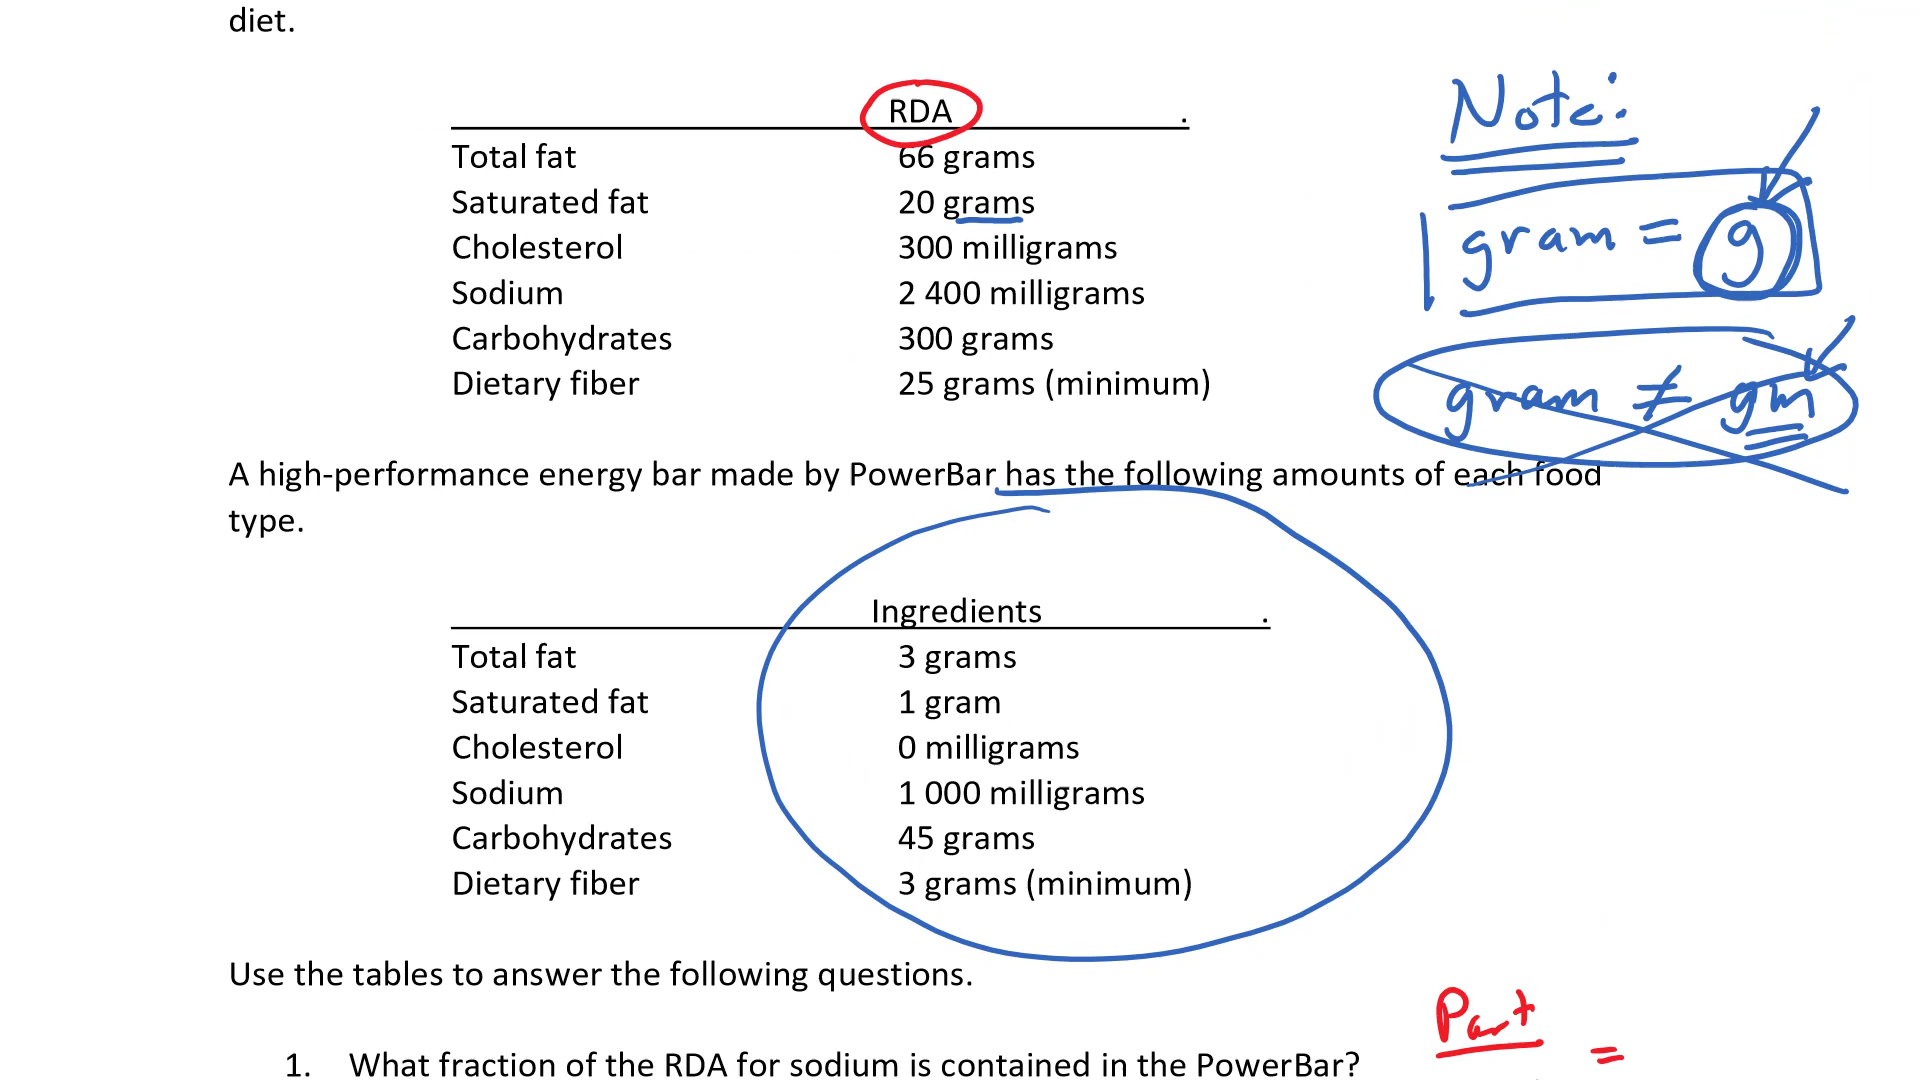 diet.
RDA .
Total fat 66 grams
Saturated fat 20 grams
Cholesterol 300 milligrams
Sodium 2 400 milligrams
Carbohydrates 300 grams
Dietary fiber 25 grams (minimum)
Note:
1 gram = g
gram ≠ gm
A high-performance energy bar made by PowerBar has the following amounts of each food
type.
Ingredients .
Total fat 3 grams
Saturated fat 1 gram
Cholesterol 0 milligrams
Sodium 1 000 milligrams
Carbohydrates 45 grams
Dietary fiber 3 grams (minimum)
Use the tables to answer the following questions.
1. What fraction of the RDA for sodium is contained in the PowerBar?
Part =